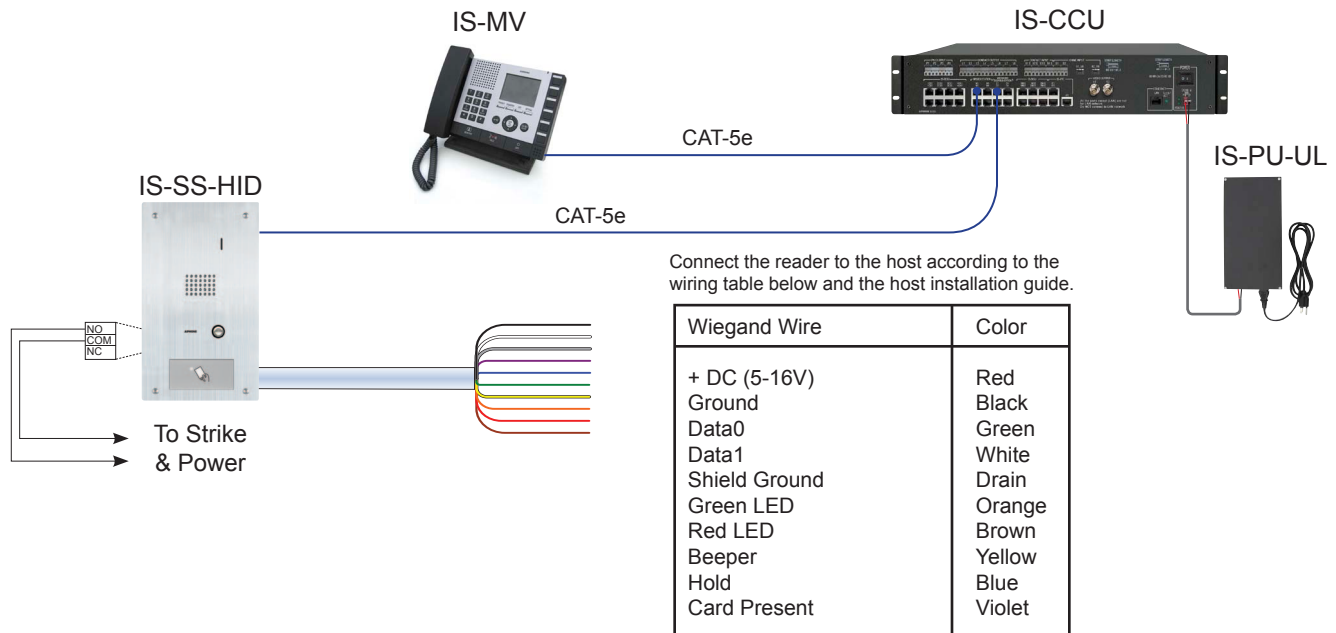 IS-MV
IS-CCU
CAT-5e
IS-PU-UL
IS-SS-HID
CAT-5e
Connect the reader to the host according to the
wiring table below and the host installation guide.
NO
COM
NC
To Strike
& Power
Wiegand Wire Color
+ DC (5-16V) Red
Ground Black
Data0 Green
Data1 White
Shield Ground Drain
Green LED Orange
Red LED Brown
Beeper Yellow
Hold Blue
Card Present Violet